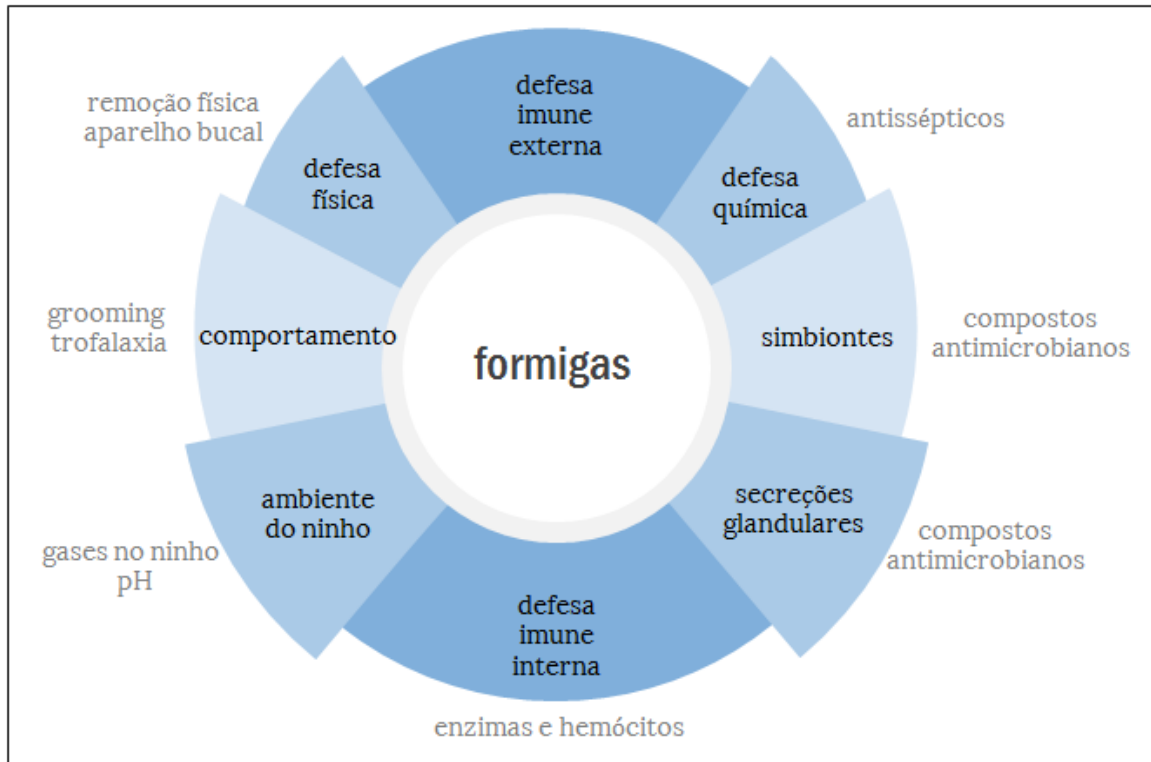 defesa
imune
externa
remoção física
aparelho bucal
antissépticos
defesa
física
defesa
química
grooming
trofalaxia
comportamento
formigas
simbiontes
compostos
antimicrobianos
ambiente
do ninho
secreções
glandulares
gases no ninho
pH
compostos
antimicrobianos
defesa
imune
interna
enzimas e hemócitos